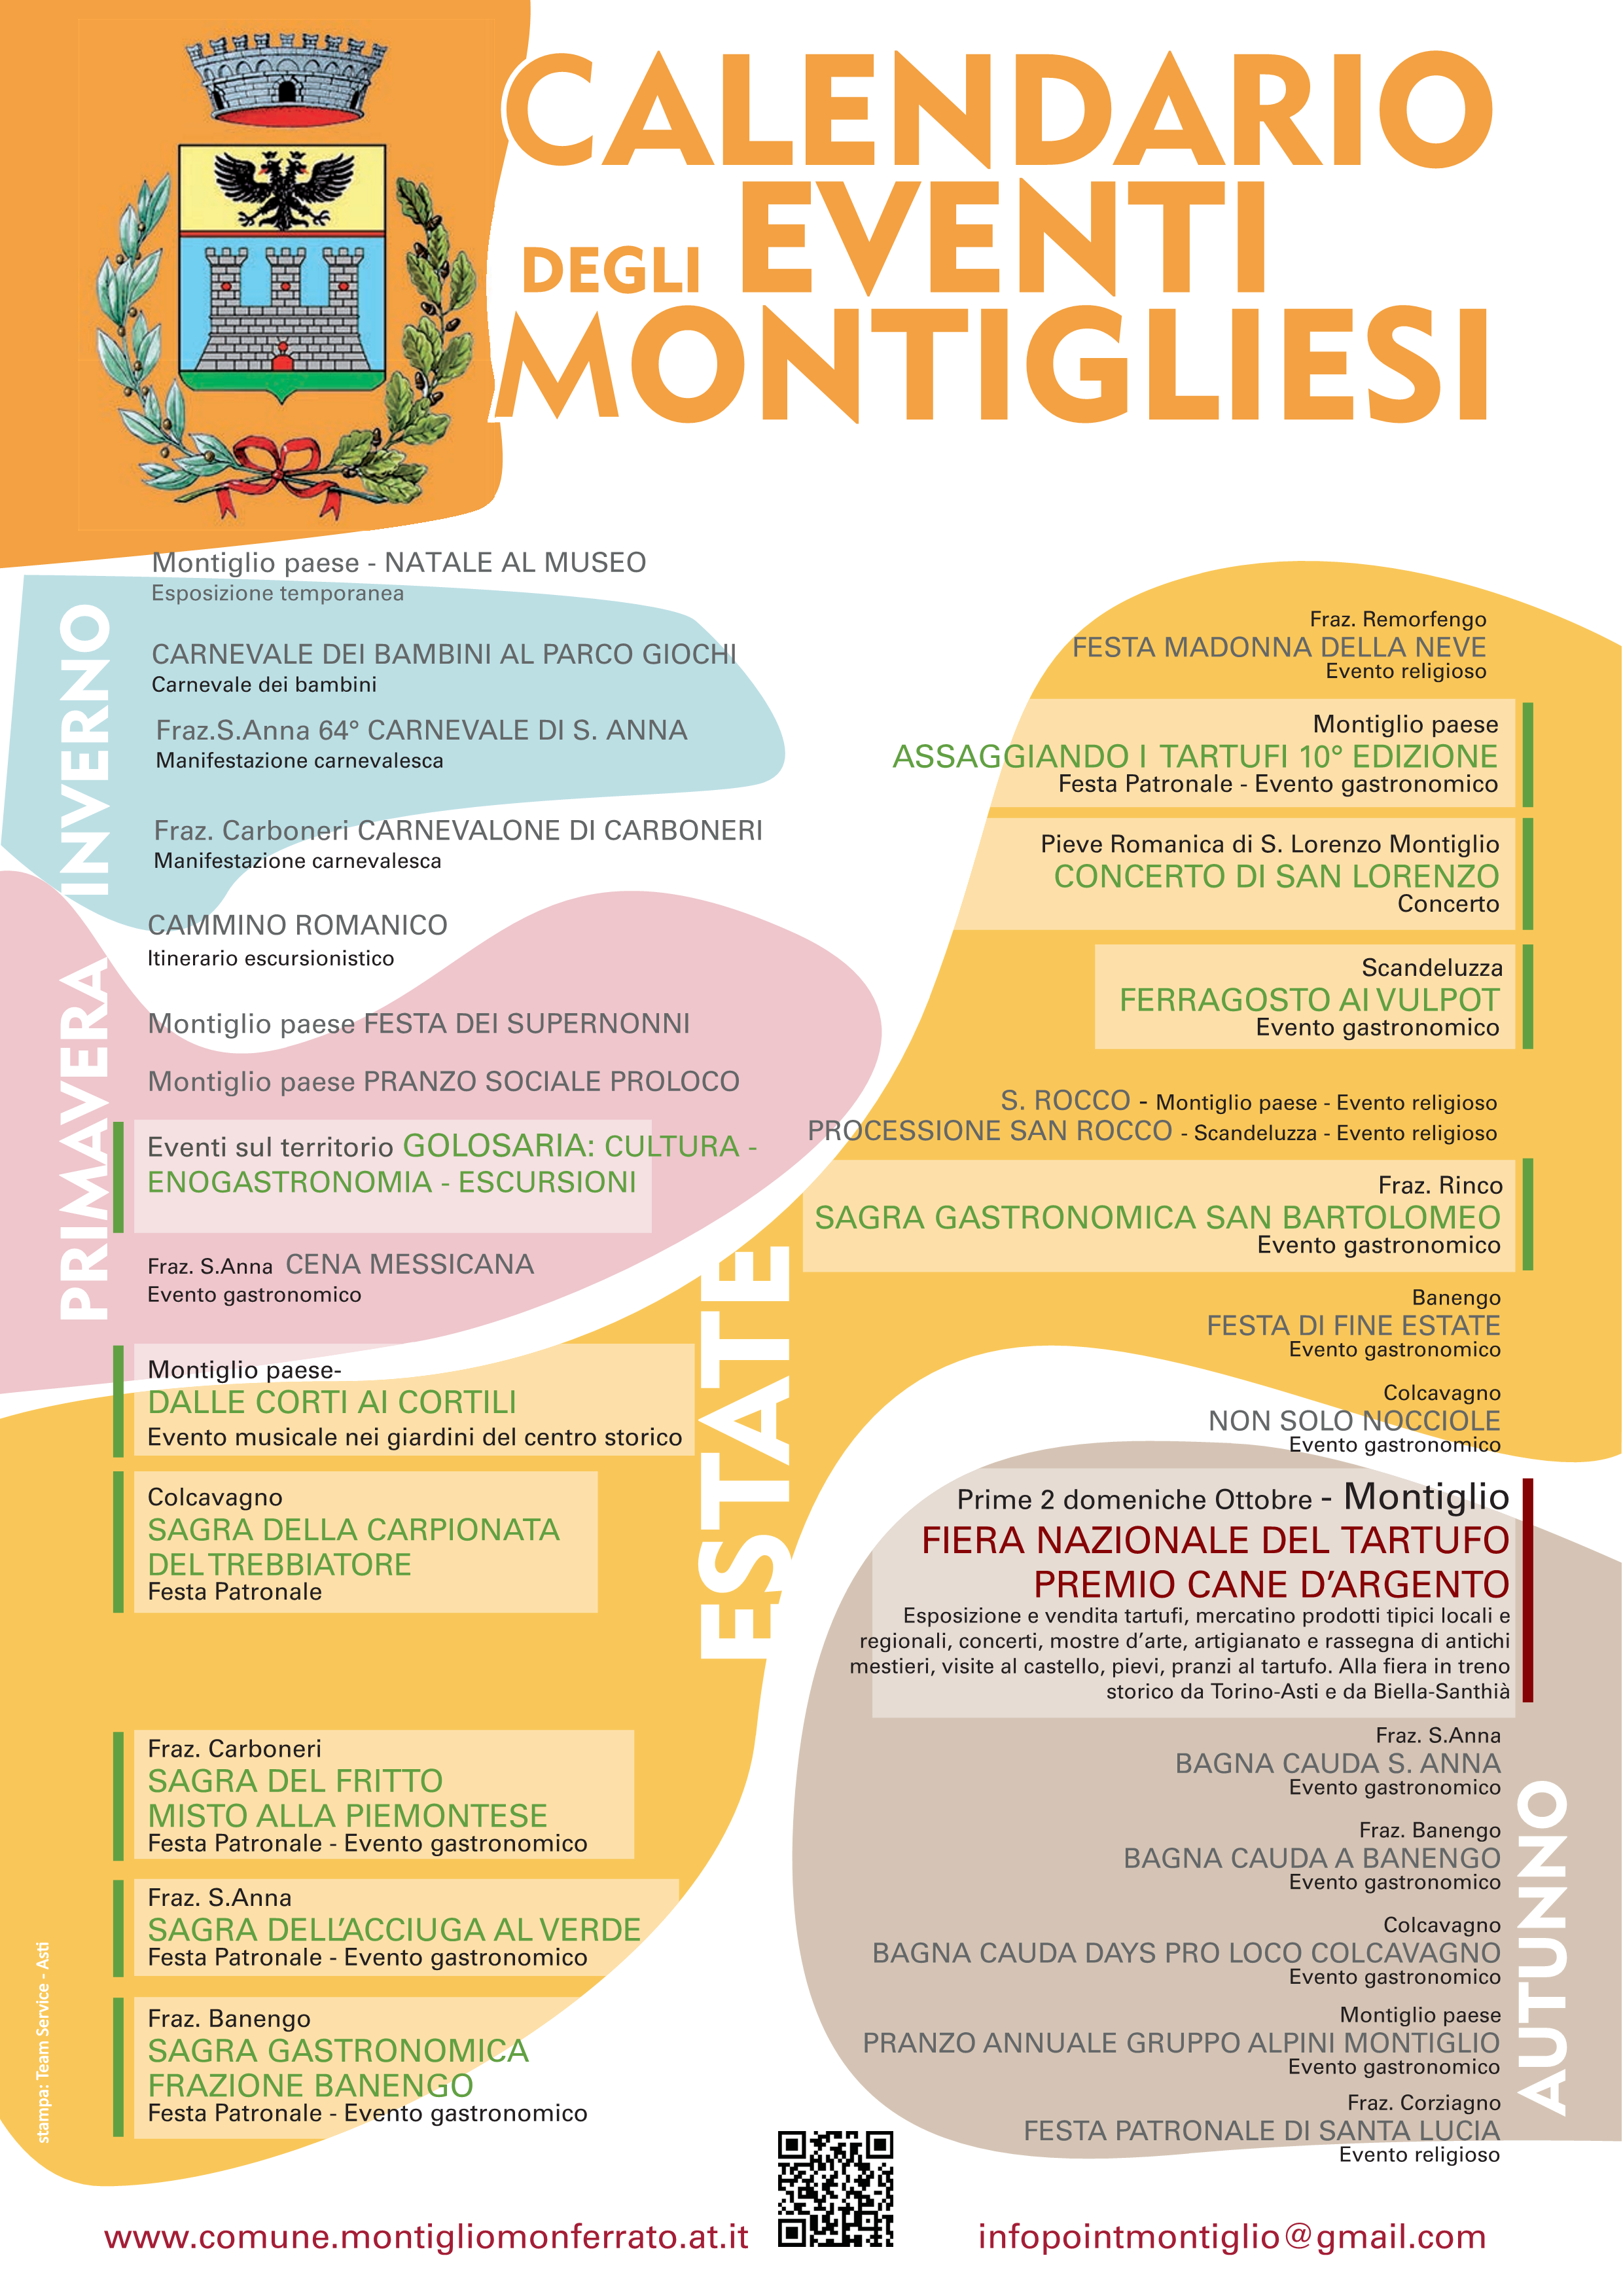 CALENDARIO
DEGLI EVENTI
MONTIGLIESI
INVERNO
Montiglio paese - NATALE AL MUSEO
Esposizione temporanea
CARNEVALE DEI BAMBINI AL PARCO GIOCHI
Carnevale dei bambini
Fraz.S.Anna 64° CARNEVALE DI S. ANNA
Manifestazione carnevalesca
Fraz. Carboneri CARNEVALONE DI CARBONERI
Manifestazione carnevalesca
PRIMAVERA
CAMMINO ROMANICO
Itinerario escursionistico
Montiglio paese FESTA DEI SUPERNONNI
Montiglio paese PRANZO SOCIALE PROLOCO
Eventi sul territorio GOLOSARIA: CULTURA -
ENOGASTRONOMIA - ESCURSIONI
Fraz. S.Anna CENA MESSICANA
Evento gastronomico
ESTATE
Montiglio paese-
DALLE CORTI AI CORTILI
Evento musicale nei giardini del centro storico
Colcavagno
SAGRA DELLA CARPIONATA
DEL TREBBIATORE
Festa Patronale
Fraz. Carboneri
SAGRA DEL FRITTO
MISTO ALLA PIEMONTESE
Festa Patronale - Evento gastronomico
Fraz. S.Anna
SAGRA DELL'ACCIUGA AL VERDE
Festa Patronale - Evento gastronomico
Fraz. Banengo
SAGRA GASTRONOMICA
FRAZIONE BANENGO
Festa Patronale - Evento gastronomico
Fraz. Remorfengo
FESTA MADONNA DELLA NEVE
Evento religioso
Montiglio paese
ASSAGGIANDO I TARTUFI 10° EDIZIONE
Festa Patronale - Evento gastronomico
Pieve Romanica di S. Lorenzo Montiglio
CONCERTO DI SAN LORENZO
Concerto
Scandeluzza
FERRAGOSTO AI VULPOT
Evento gastronomico
S. ROCCO - Montiglio paese - Evento religioso
PROCESSIONE SAN ROCCO - Scandeluzza - Evento religioso
Fraz. Rinco
SAGRA GASTRONOMICA SAN BARTOLOMEO
Evento gastronomico
Banengo
FESTA DI FINE ESTATE
Evento gastronomico
Colcavagno
NON SOLO NOCCIOLE
Evento gastronomico
AUTUNNO
Prime 2 domeniche Ottobre - Montiglio
FIERA NAZIONALE DEL TARTUFO
PREMIO CANE D'ARGENTO
Esposizione e vendita tartufi, mercatino prodotti tipici locali e
regionali, concerti, mostre d'arte, artigianato e rassegna di antichi
mestieri, visite al castello, pievi, pranzi al tartufo. Alla fiera in treno
storico da Torino-Asti e da Biella-Santhià
Fraz. S.Anna
BAGNA CAUDA S. ANNA
Evento gastronomico
Fraz. Banengo
BAGNA CAUDA A BANENGO
Evento gastronomico
Colcavagno
BAGNA CAUDA DAYS PRO LOCO COLCAVAGNO
Evento gastronomico
Montiglio paese
PRANZO ANNUALE GRUPPO ALPINI MONTIGLIO
Evento gastronomico
Fraz. Corziagno
FESTA PATRONALE DI SANTA LUCIA
Evento religioso
stampa: Team Service - Asti
www.comune.montigliomonferrato.at.it
infopointmontiglio@gmail.com